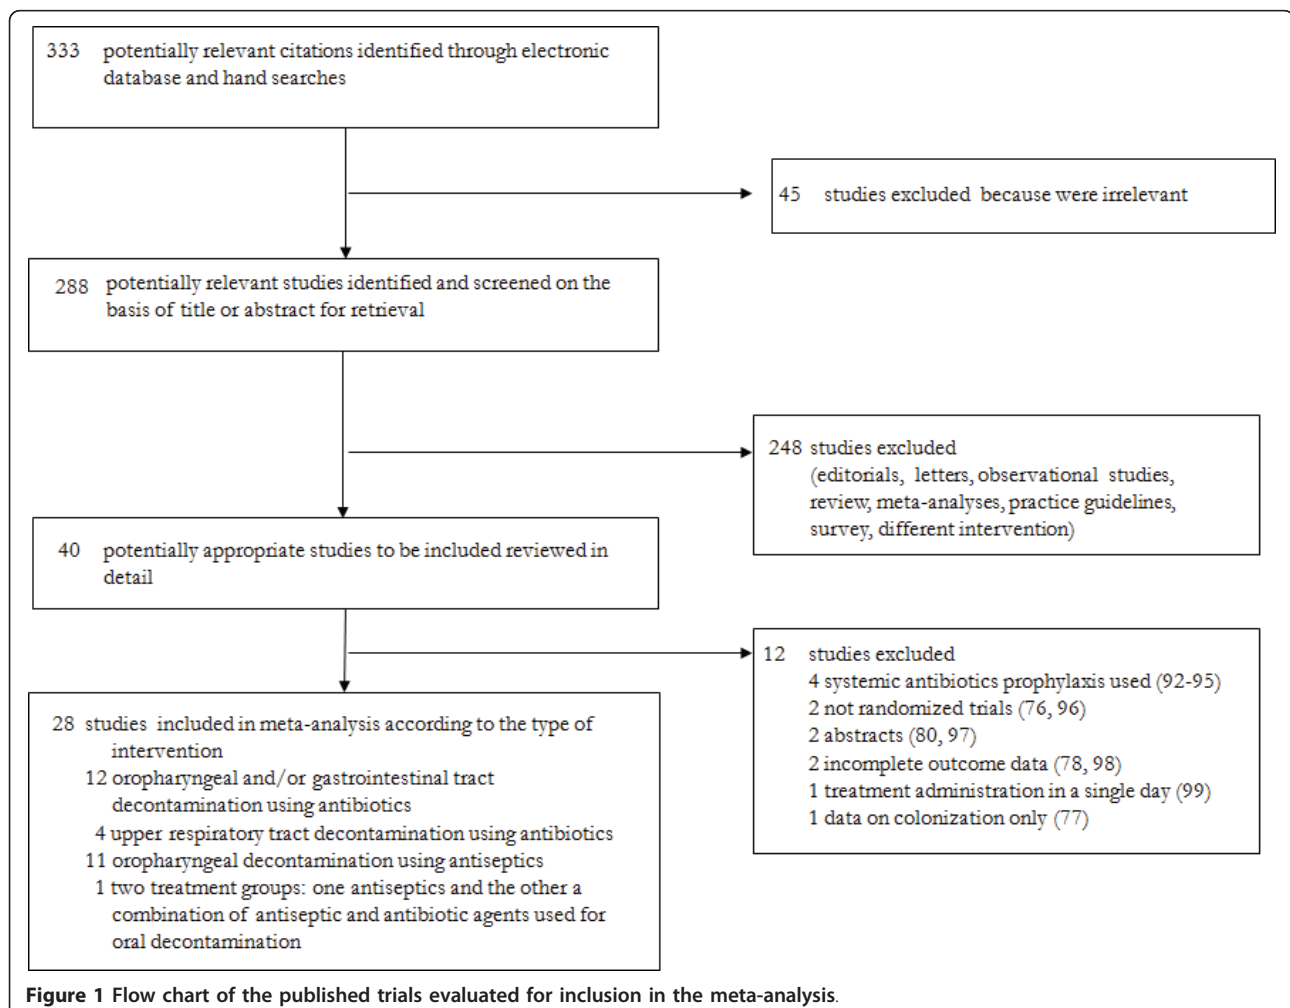 333 potentially relevant citations identified through electronic
database and hand searches
45 studies excluded because were irrelevant
288 potentially relevant studies identified and screened on the
basis of title or abstract for retrieval
248 studies excluded
(editorials, letters, observational studies,
review, meta-analyses, practice guidelines,
survey, different intervention)
40 potentially appropriate studies to be included reviewed in
detail
12 studies excluded
4 systemic antibiotics prophylaxis used (92-95)
2 not randomized trials (76, 96)
2 abstracts (80, 97)
2 incomplete outcome data (78, 98)
1 treatment administration in a single day (99)
1 data on colonization only (77)
28 studies included in meta-analysis according to the type of
intervention
12 oropharyngeal and/or gastrointestinal tract
decontamination using antibiotics
4 upper respiratory tract decontamination using antibiotics
11 oropharyngeal decontamination using antiseptics
1 two treatment groups: one antiseptics and the other a
combination of antiseptic and antibiotic agents used for
oral decontamination
Figure 1 Flow chart of the published trials evaluated for inclusion in the meta-analysis.